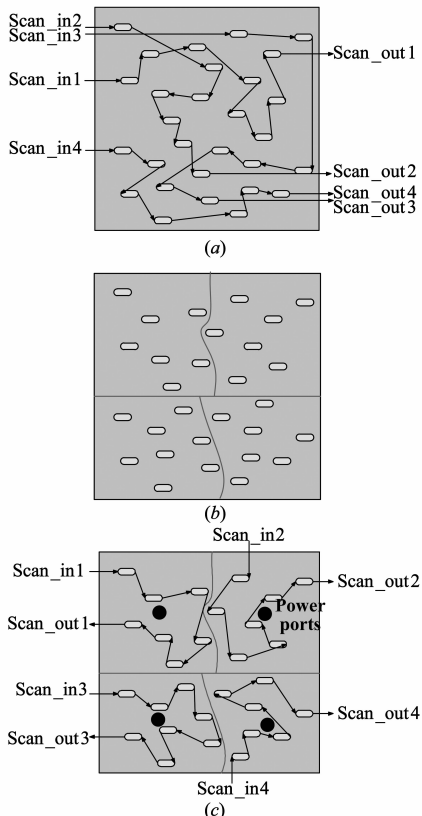 Scan_in2
Scan_in3
Scan_out1
Scan_in1
Scan_in4
Scan_out2
Scan_out4
Scan_out3
(a)
(b)
Scan_in2
Scan_in1
Scan_out2
Power
ports
Scan_out1
Scan_in3
Scan_out4
Scan_out3
Scan_in4
(c)